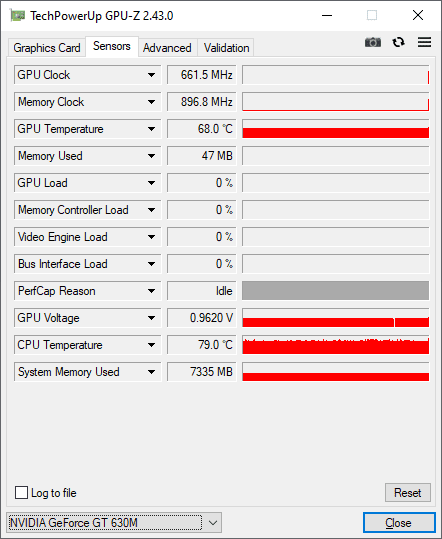 TechPowerUp GPU-Z 2.43.0
Graphics Card Sensors Advanced Validation
GPU Clock 661.5 MHz
Memory Clock 896.8 MHz
GPU Temperature 68.0 °C
Memory Used 47 MB
GPU Load 0 %
Memory Controller Load 0 %
Video Engine Load 0 %
Bus Interface Load 0 %
PerfCap Reason Idle
GPU Voltage 0.9620 V
CPU Temperature 79.0 °C
System Memory Used 7335 MB
Log to file Reset
NVIDIA GeForce GT 630M Close